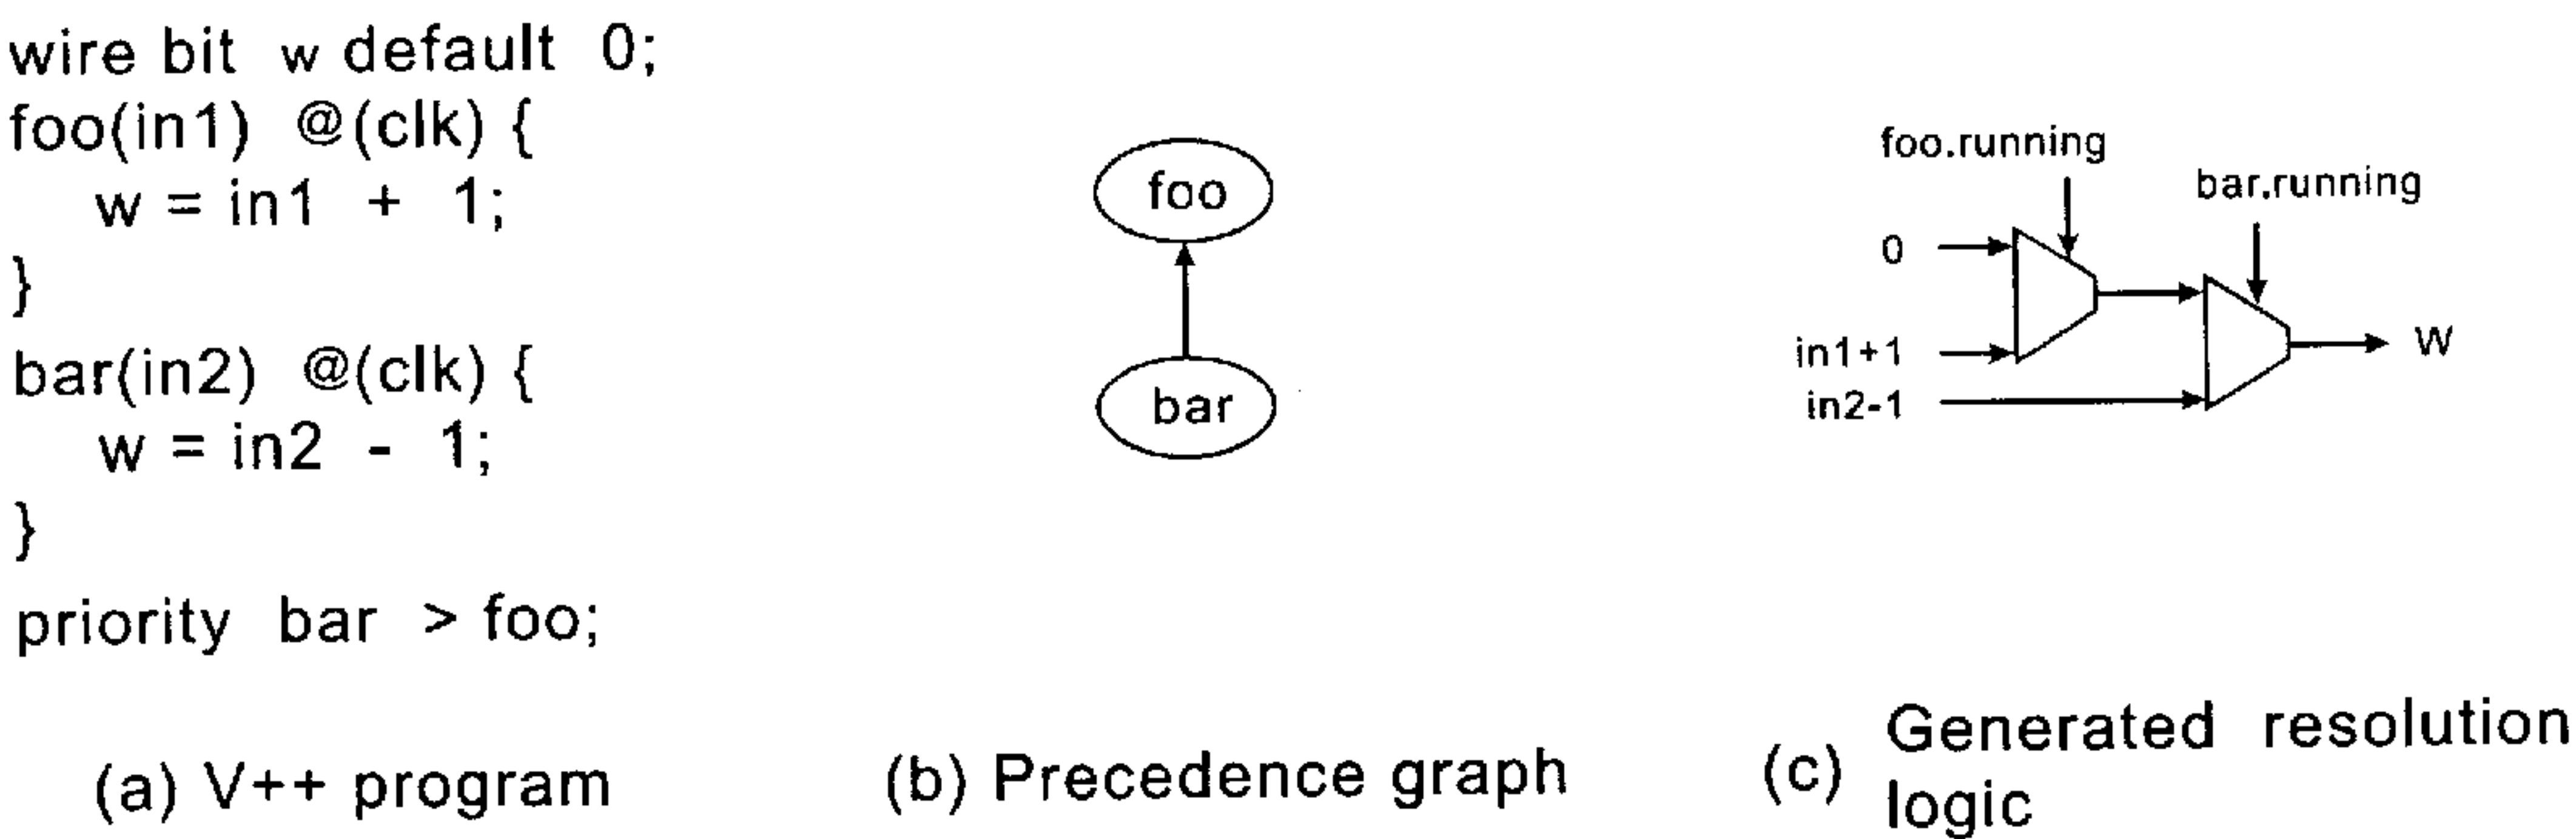 wire bit w default 0;
foo(in1) @(clk) {
w = in1 + 1;
}
bar(in2) @(clk) {
w = in2 - 1;
}
priority bar > foo;
(a) V++ program
foo
bar
(b) Precedence graph
foo.running
bar.running
0
in1+1
in2-1
W
(c) Generated resolution
logic